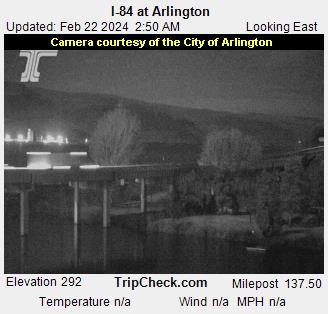 I-84 at Arlington
Updated: Feb 22 2024 2:50 AM Looking East
Camera courtesy of the City of Arlington
Elevation 292 TripCheck.com Milepost 137.50
Temperature n/a Wind n/a MPH n/a